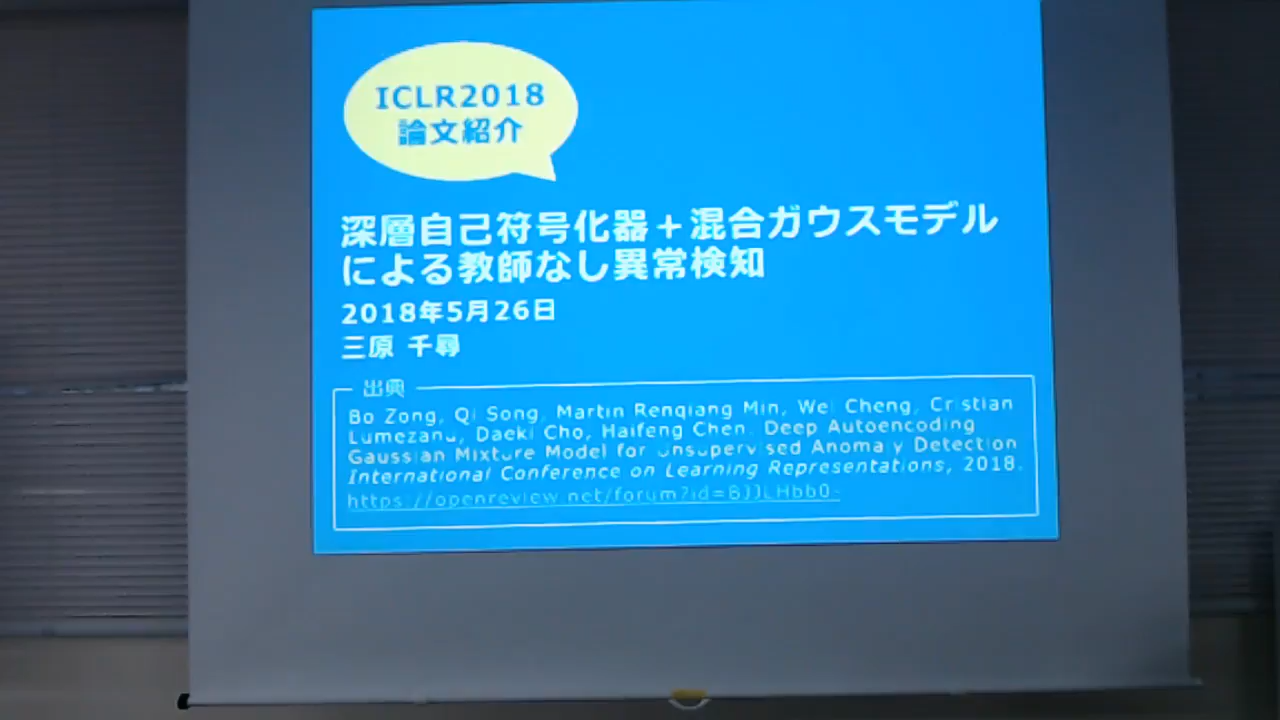 ICLR2018
論文紹介
深層自己符号化器＋混合ガウスモデル
による教師なし異常検知
2018年5月26日
三原 千尋
出典
Bo Zong, Qi Song, Martin Renqiang Min, Wei Cheng, Cristian
Lumezanu, Daeki Cho, Haifeng Chen. Deep Autoencoding
Gaussian Mixture Model for Unsupervised Anomaly Detection
International Conference on Learning Representations, 2018.
https://openreview.net/forum?id=BJJLHbb0-